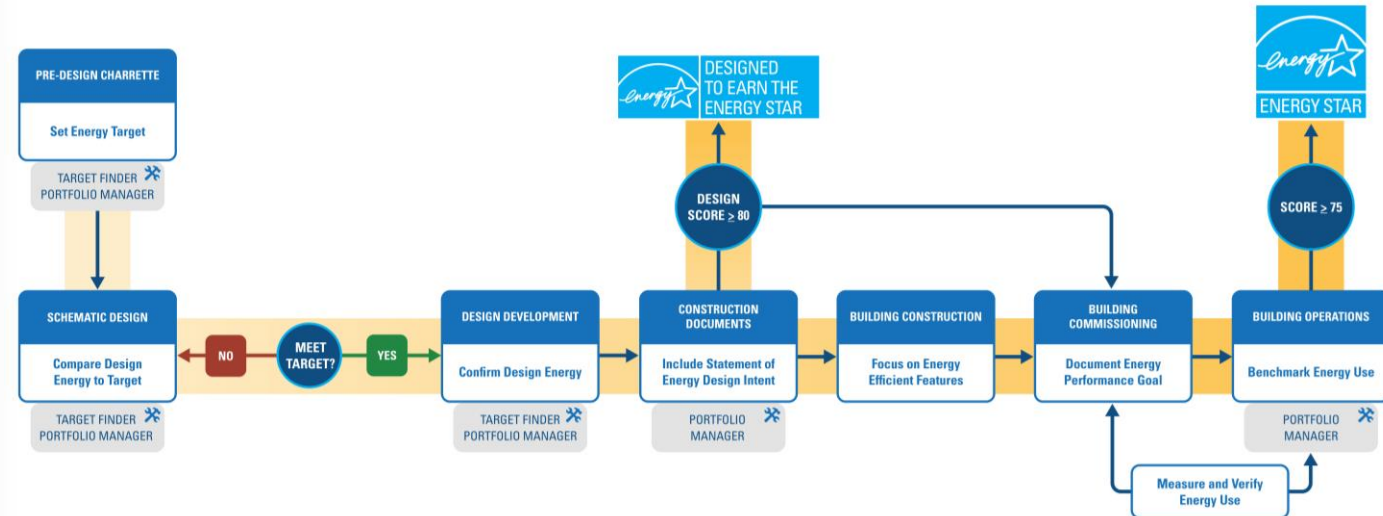 PRE-DESIGN CHARRETTE
Set Energy Target
TARGET FINDER
PORTFOLIO MANAGER
SCHEMATIC DESIGN
Compare Design
Energy to Target
TARGET FINDER
PORTFOLIO MANAGER
NO
MEET
TARGET?
YES
DESIGN DEVELOPMENT
Confirm Design Energy
TARGET FINDER
PORTFOLIO MANAGER
energy
DESIGNED
TO EARN THE
ENERGY STAR
DESIGN
SCORE ≥ 80
CONSTRUCTION
DOCUMENTS
Include Statement of
Energy Design Intent
PORTFOLIO
MANAGER
BUILDING CONSTRUCTION
Focus on Energy
Efficient Features
BUILDING
COMMISSIONING
Document Energy
Performance Goal
energy
ENERGY STAR
SCORE ≥ 75
BUILDING OPERATIONS
Benchmark Energy Use
PORTFOLIO
MANAGER
Measure and Verify
Energy Use